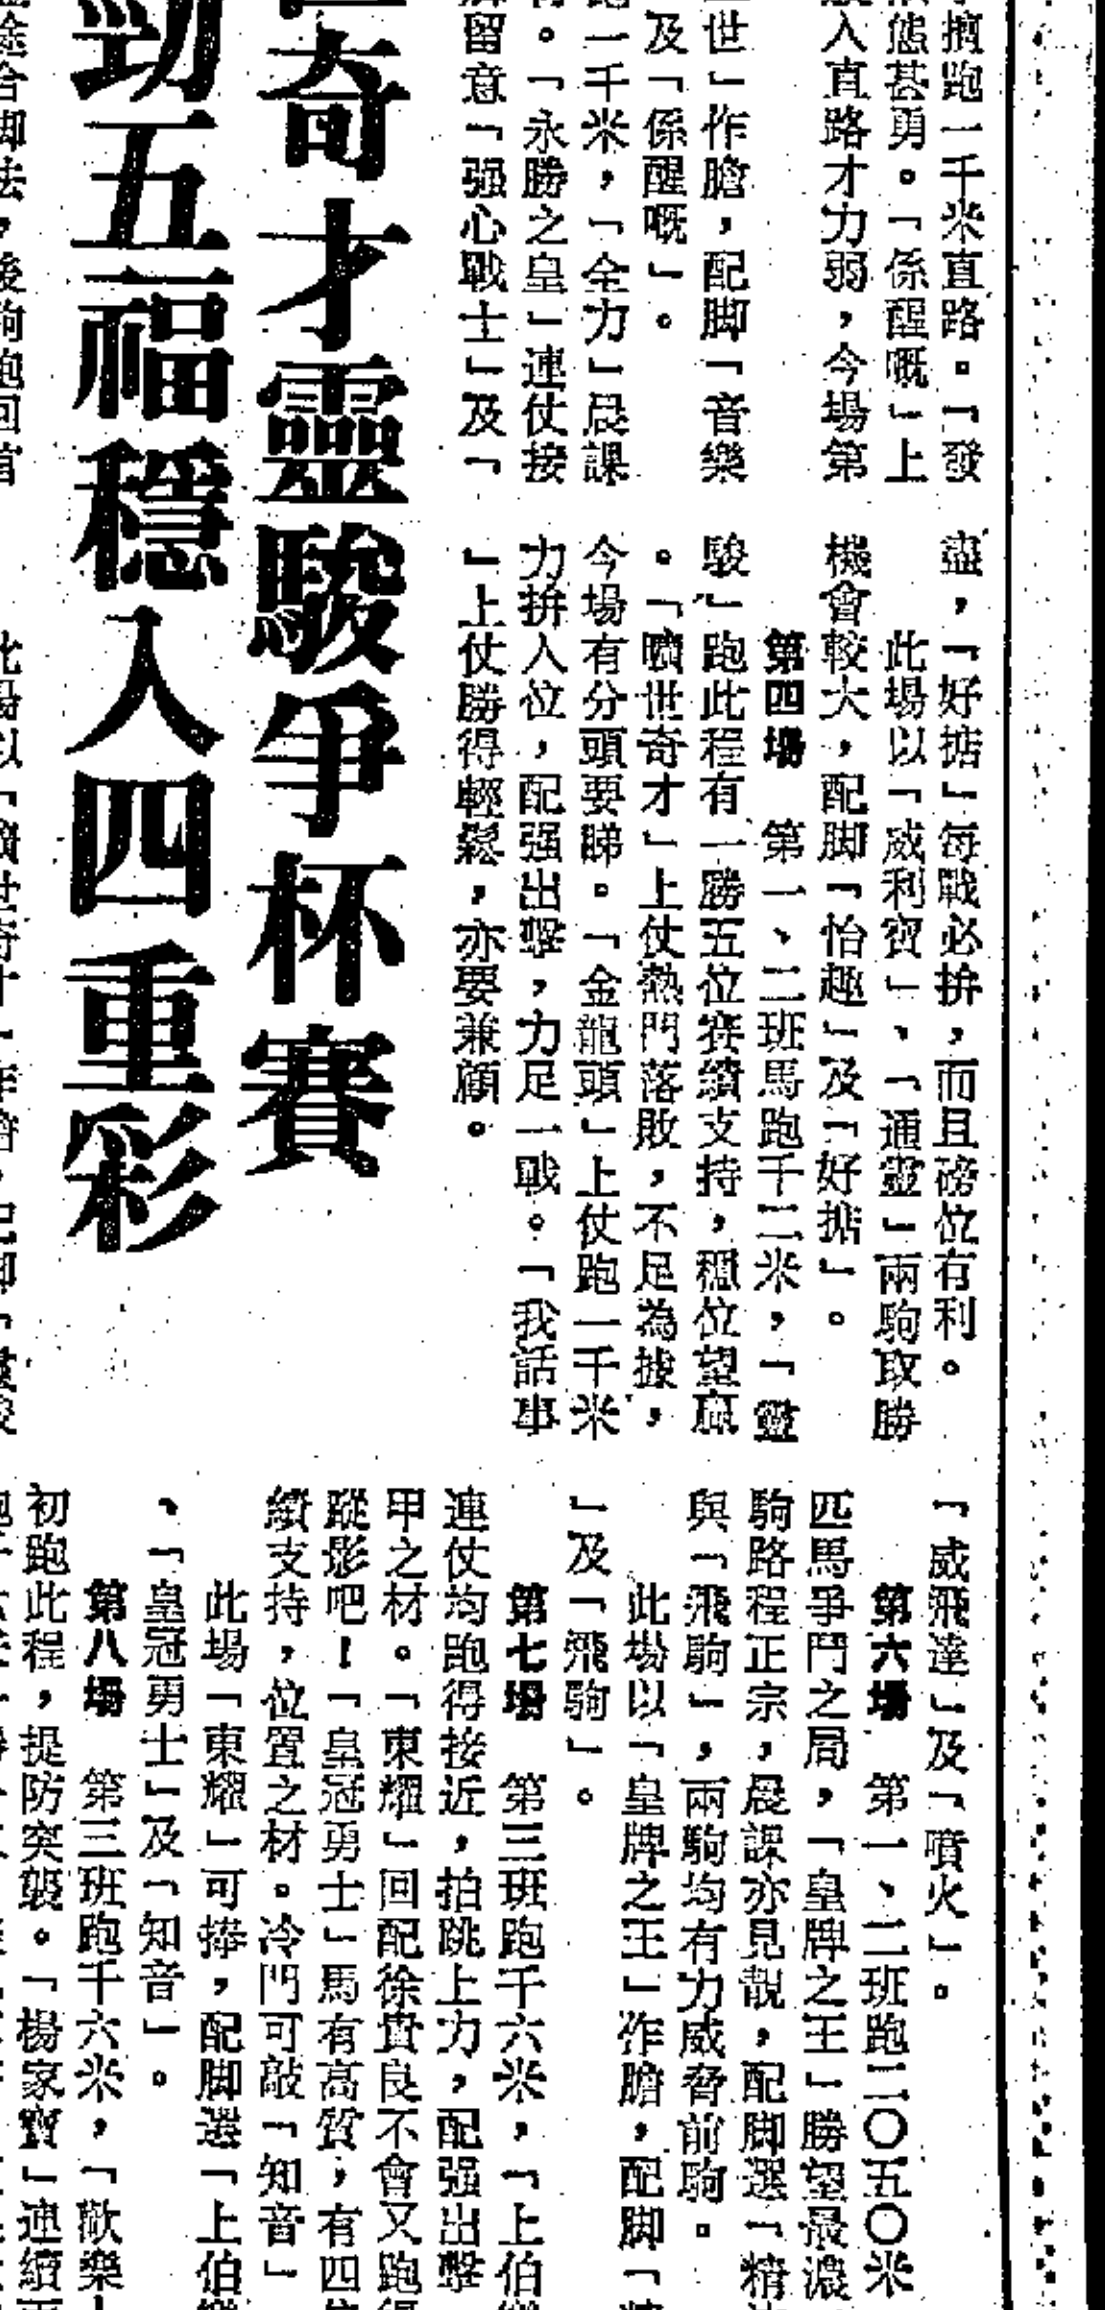 擅跑一千米直路。「發
態甚勇。「係醒嘅」上
入直路才力弱，今場第
世」作膽，配脚「音樂
及「係醒嘅」。
一千米，「全力」晨課
。「永勝之皇」連仗接
留意「强心戰士」及「
奇才靈駿爭杯賽
勁五福穩入四重彩
途合脚法，後駒跑回
盡，「好掂」每戰必拚，而且磅位有利。
此場以「威利寶」、「通靈」兩駒取勝
機會較大，配脚「怡趣」及「好掂」。
第四場　第一、二班馬跑千二米，「靈
駿」跑此程有一勝五位賽績支持，穩位望贏
。「曠世奇才」上仗熱門落敗，不足為據，
今場有分頭要睇。「金龍頭」上仗跑一千米
力拚入位，配强出擊，力足一戰。「我話事
」上仗勝得輕鬆，亦要兼顧。
「威飛達」及「噴火」。
第六場　第一、二班跑二〇五〇米
匹馬爭鬥之局，「皇牌之王」勝望最濃
駒路程正宗，晨課亦見靚，配脚選「精
與「飛駒」，兩駒均有力威脅前駒。
此場以「皇牌之王」作膽，配脚「
」及「飛駒」。
第七場　第三班跑千六米，「上伯
連仗均跑得接近，拍跳上力，配强出擊
甲之材。「東耀」回配徐貴良不會又跑得
蹤影吧！「皇冠勇士」馬有高質，有四
績支持，位置之材。冷門可敲「知音」
此場「東耀」可捧，配脚選「上伯
、「皇冠勇士」及「知音」。
第八場　第三班跑千六米，「歡樂
初跑此程，提防突襲。「楊家寶」連續